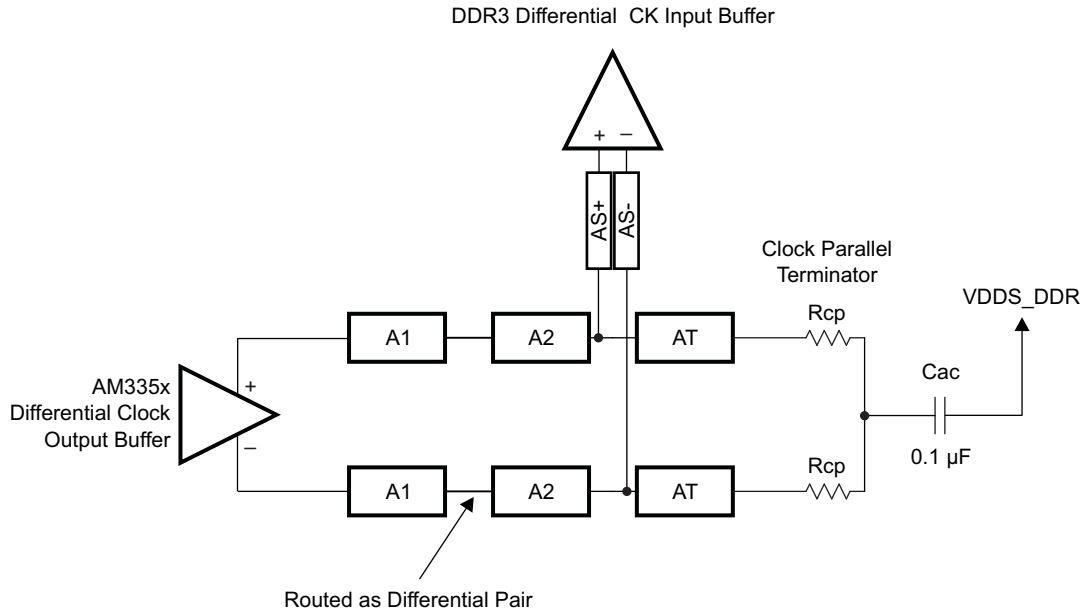 DDR3 Differential CK Input Buffer
+ –
AS+
AS-
Clock Parallel
Terminator
VDDS_DDR
A1
A2
AT
Rcp
Cac
0.1 µF
AM335x
Differential Clock
Output Buffer
+
–
A1
A2
AT
Rcp
Routed as Differential Pair